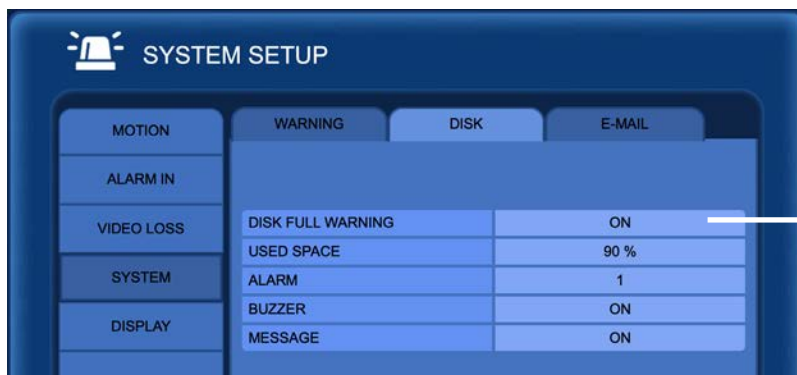 SYSTEM SETUP
WARNING DISK E-MAIL
MOTION
ALARM IN
VIDEO LOSS
SYSTEM
DISPLAY
DISK FULL WARNING ON
USED SPACE 90 %
ALARM 1
BUZZER ON
MESSAGE ON